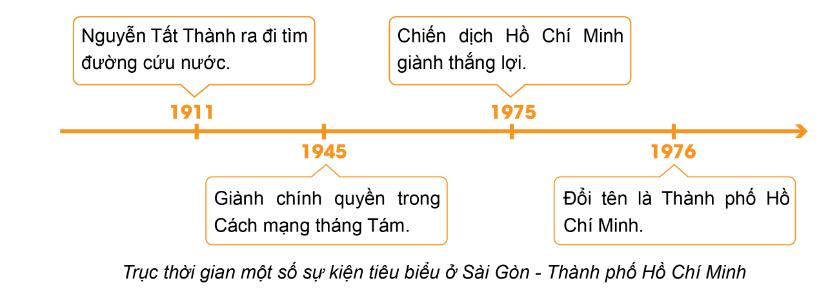 Nguyễn Tất Thành ra đi tìm
đường cứu nước.
Chiến dịch Hồ Chí Minh
giành thắng lợi.
1911
1975
1945
1976
Giành chính quyền trong
Cách mạng tháng Tám.
Đổi tên là Thành phố Hồ
Chí Minh.
Trục thời gian một số sự kiện tiêu biểu ở Sài Gòn - Thành phố Hồ Chí Minh